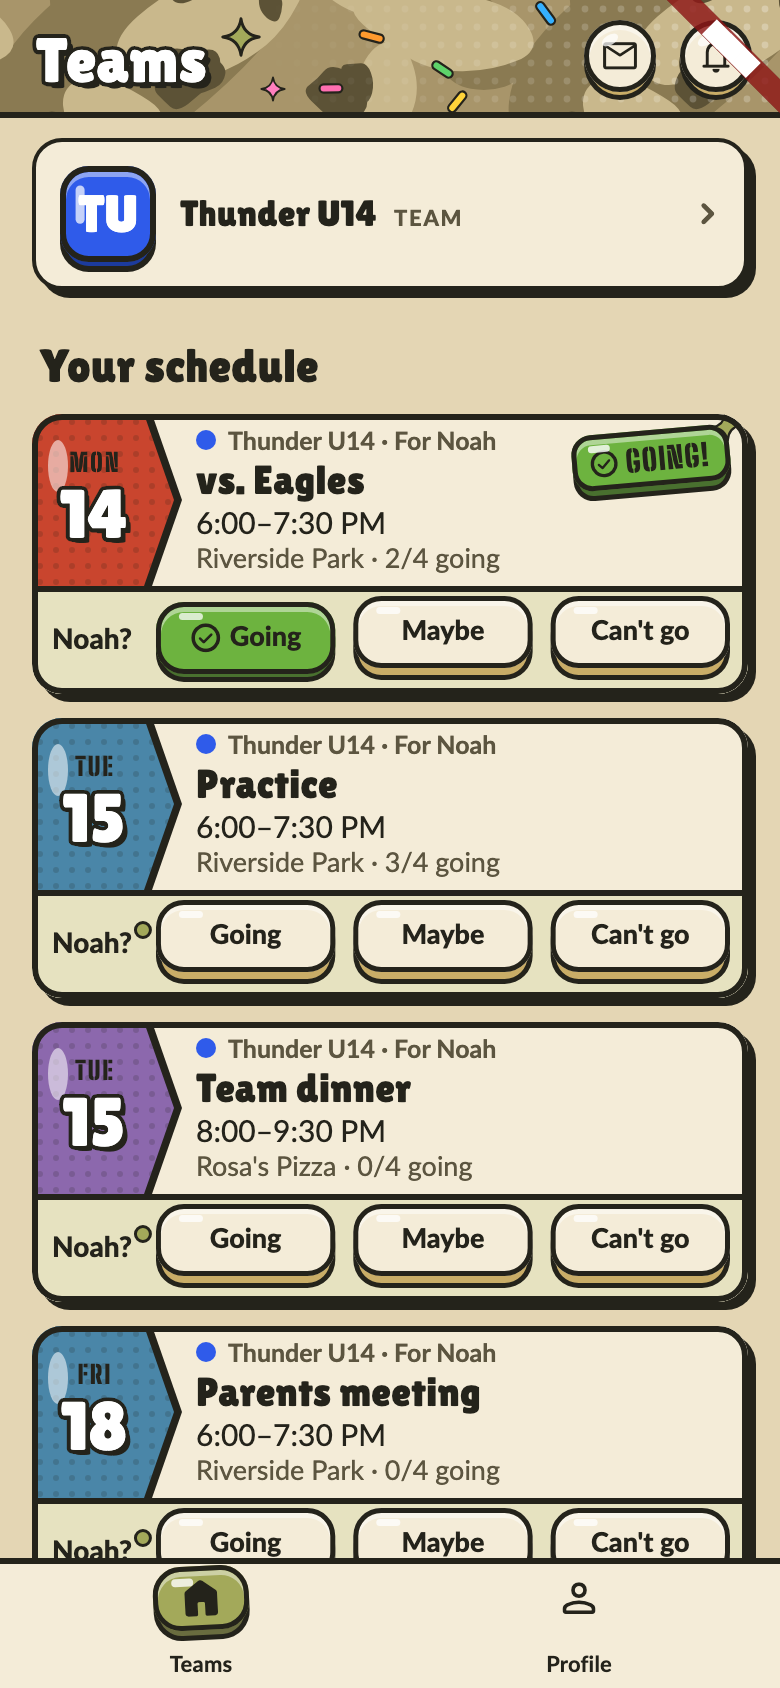 Teams
TU
Thunder U14 TEAM
Your schedule
MON
14
Thunder U14 · For Noah
vs. Eagles
6:00–7:30 PM
Riverside Park · 2/4 going
GOING!
Noah?
Going
Maybe
Can't go
TUE
15
Thunder U14 · For Noah
Practice
6:00–7:30 PM
Riverside Park · 3/4 going
Noah?
Going
Maybe
Can't go
TUE
15
Thunder U14 · For Noah
Team dinner
8:00–9:30 PM
Rosa's Pizza · 0/4 going
Noah?
Going
Maybe
Can't go
FRI
18
Thunder U14 · For Noah
Parents meeting
6:00–7:30 PM
Riverside Park · 0/4 going
Noah?
Going
Maybe
Can't go
Teams
Profile